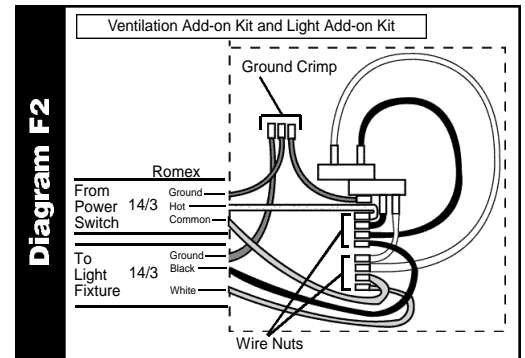 Diagram F2
Ventilation Add-on Kit and Light Add-on Kit
Ground Crimp
Romex
From
Power
Switch
14/3
Ground
Hot
Common
To
Light
Fixture
14/3
Ground
Black
White
Wire Nuts